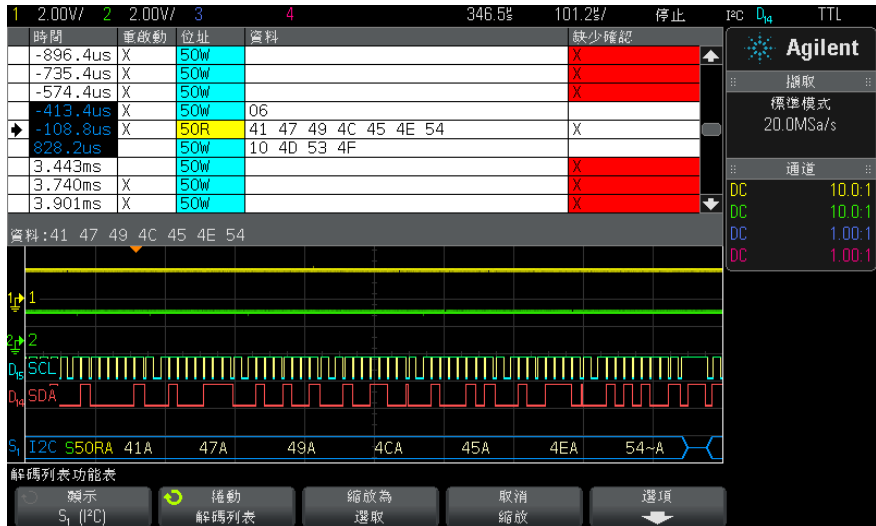 1 2.00V/ 2 2.00V/ 3 4 346.5s 101.2s/ 停止 I²C D14 TTL
時間 重啟動 位址 資料 缺少確認
-896.4us X 50W X
-735.4us X 50W X
-574.4us X 50W X
-413.4us X 50W 06
-108.8us X 50R 41 47 49 4C 45 4E 54 X
828.2us 50W 10 4D 53 4F
3.443ms 50W X
3.740ms X 50W X
3.901ms X 50W X
資料:41 47 49 4C 45 4E 54
Agilent
擷取
標準模式
20.0MSa/s
通道
DC 10.0:1
DC 10.0:1
DC 1.00:1
DC 1.00:1
1 1
2 2
D15 SCL
D14 SDA
S1 I2C S50RA 41A 47A 49A 4CA 45A 4EA 54~A
解碼列表功能表
顯示
S1 (I²C)
捲動
解碼列表
縮放為
選取
取消
縮放
選項